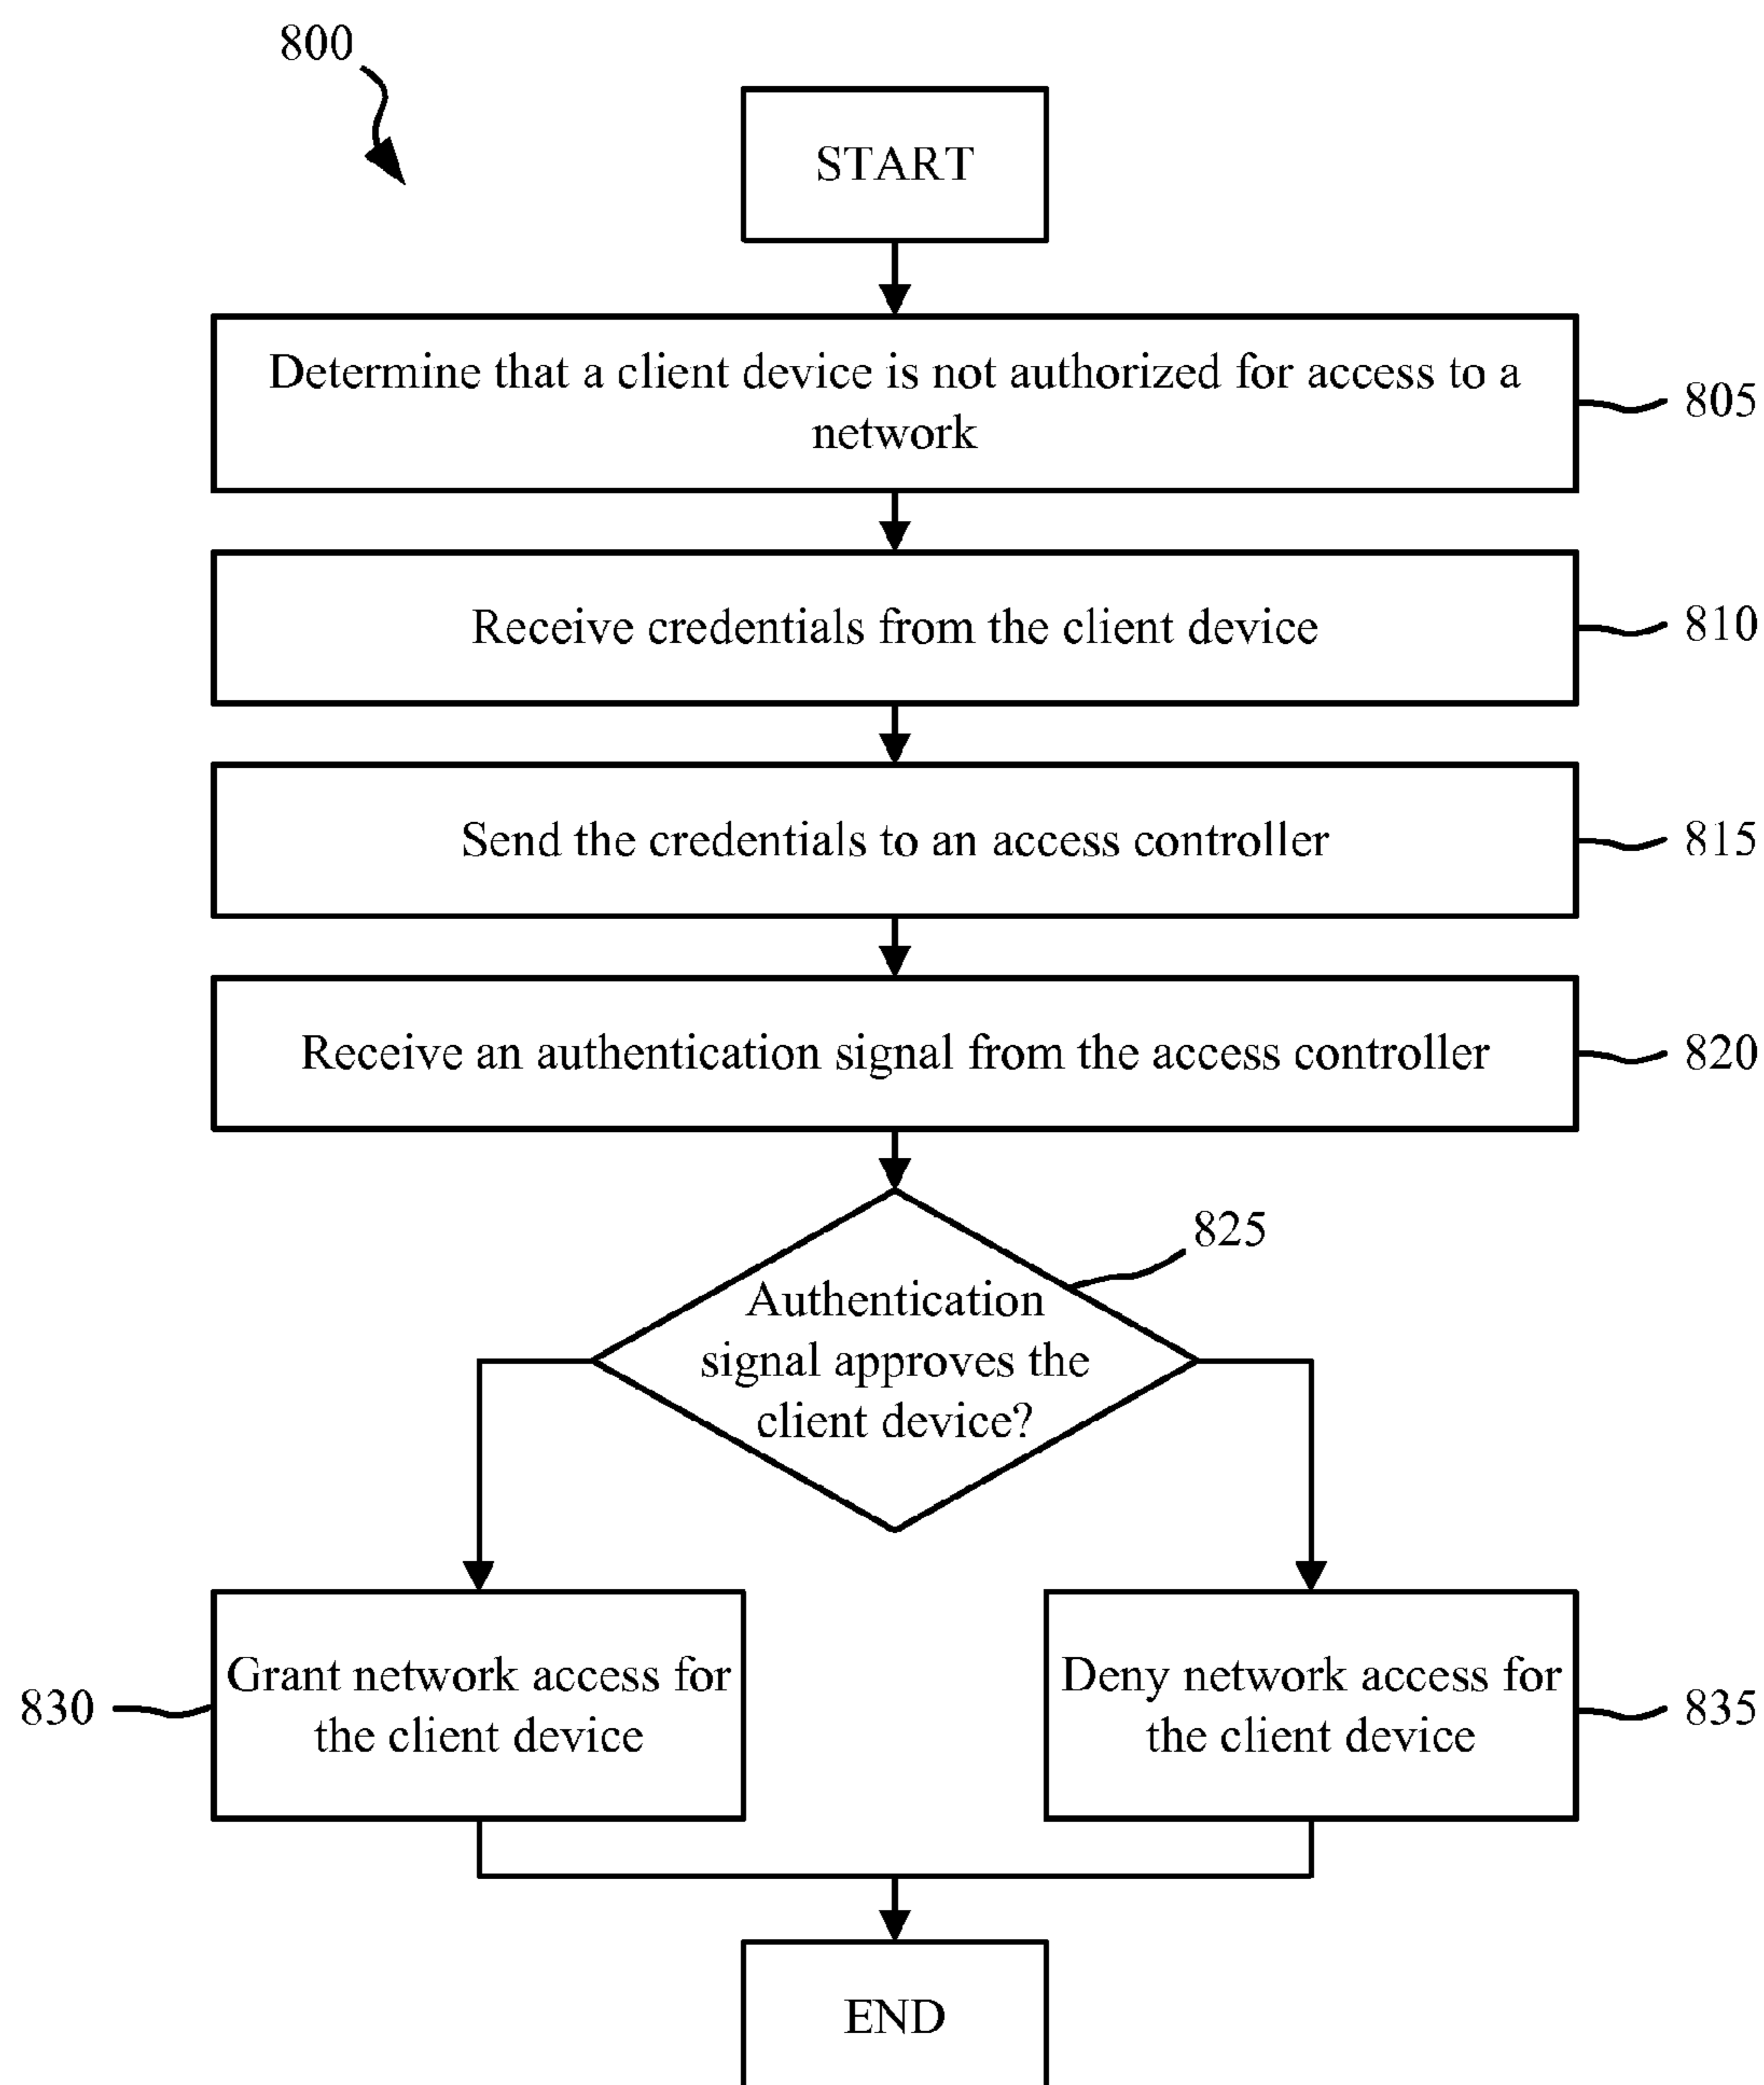 800
START
Determine that a client device is not authorized for access to a
network
805
Receive credentials from the client device
810
Send the credentials to an access controller
815
Receive an authentication signal from the access controller
820
825
Authentication
signal approves the
client device?
830
Grant network access for
the client device
Deny network access for
the client device
835
END